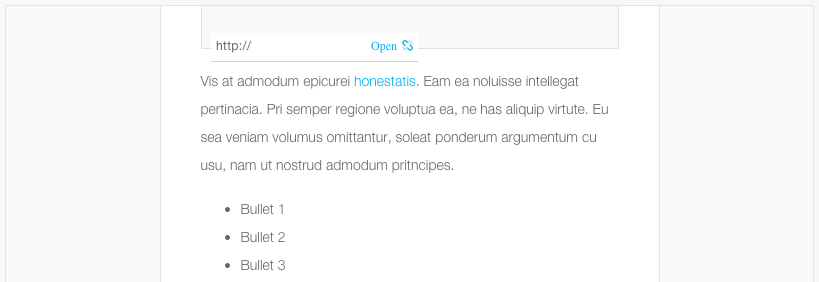 http:// Open
Vis at admodum epicurei honestatis. Eam ea noluisse intellegat
pertinacia. Pri semper regione voluptua ea, ne has aliquip virtute. Eu
sea veniam volumus omittantur, soleat ponderum argumentum cu
usu, nam ut nostrud admodum pritncipes.
• Bullet 1
• Bullet 2
• Bullet 3